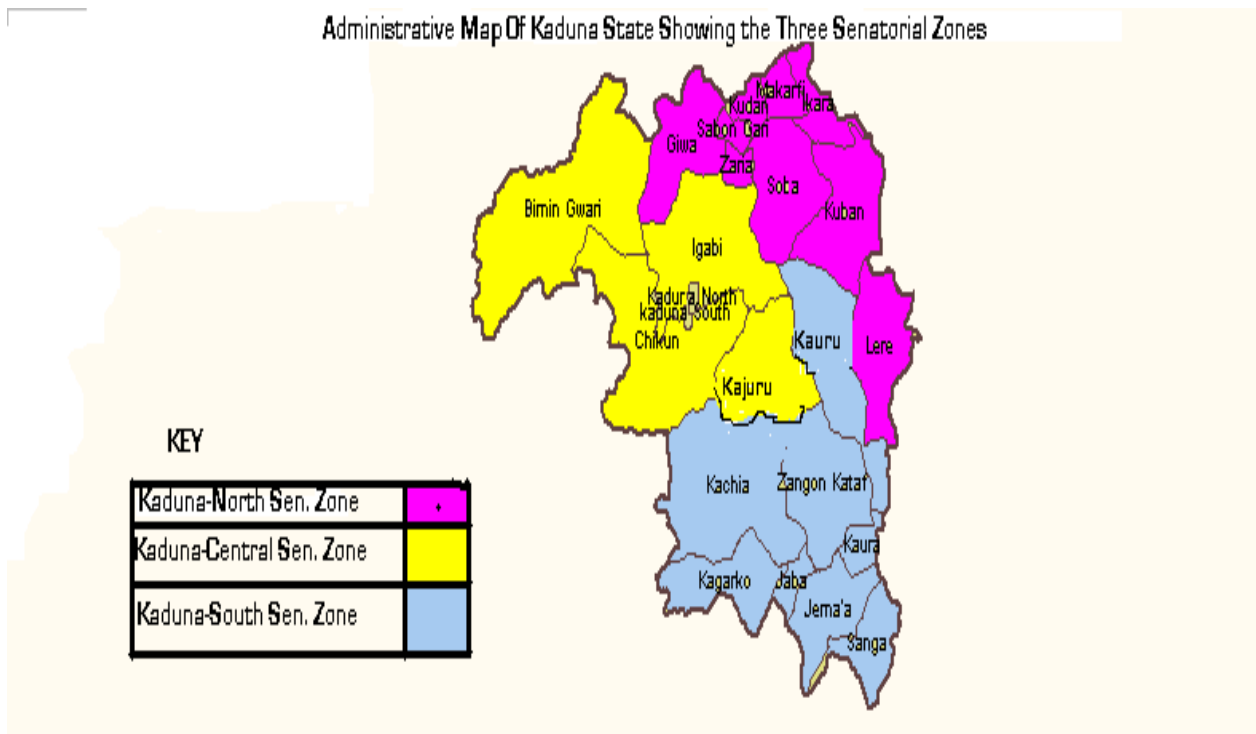 Administrative Map Of Kaduna State Showing the Three Senatorial Zones
Makarfi
Kudan
Ikara
Sabon Gari
Giwa
Zana
Soba
Kuban
Birnin Gwari
Igabi
Kaduna North
kaduna South
Chikun
Kauru
Lere
Kajuru
KEY
Kaduna-North Sen. Zone
Kaduna-Central Sen. Zone
Kaduna-South Sen. Zone
Kachia
Zangon Kataf
Kaura
Kagarko
Jaba
Jema'a
Sanga